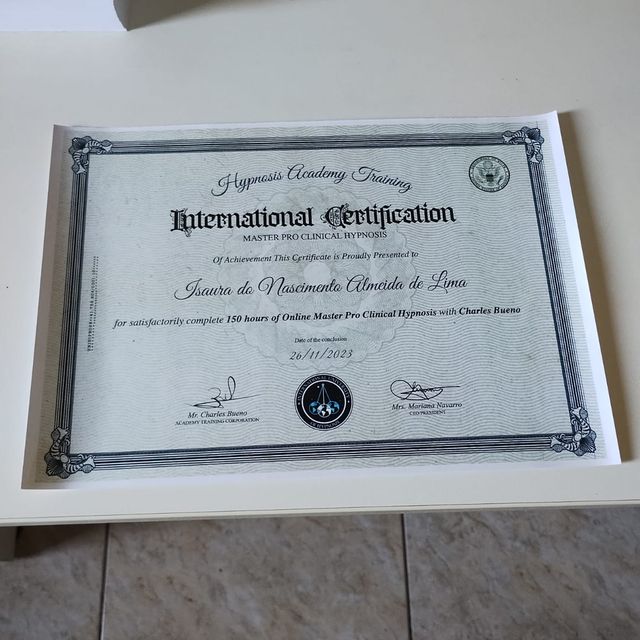 Hypnosis Academy Training
International Certification
MASTER PRO CLINICAL HYPNOSIS
Of Achievement This Certificate is Proudly Presented to
Isaura do Nascimento Almeida de Lima
for satisfactorily complete 150 hours of Online Master Pro Clinical Hypnosis with Charles Bueno
Date of the conclusion
26/11/2023
Mr. Charles Bueno
ACADEMY TRAINING CORPORATION
Mrs. Mariana Navarro
CEO/PRESIDENT